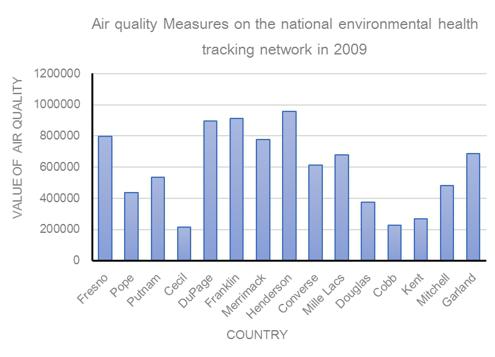 Air quality Measures on the national environmental health
tracking network in 2009
VALUE OF AIR QUALITY
1200000
1000000
800000
600000
400000
200000
0
Fresno
Pope
Putnam
Cecil
DuPage
Franklin
Merrimack
Henderson
Converse
Mille Lacs
Douglas
Cobb
Kent
Mitchell
Garland
COUNTRY